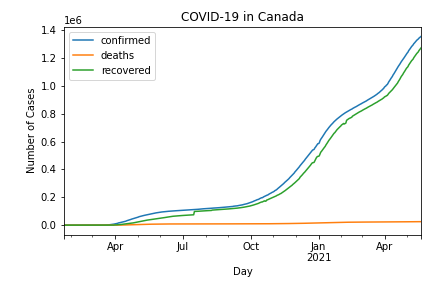 COVID-19 in Canada
1e6
confirmed
deaths
recovered
1.4
1.2
1.0
0.8
0.6
0.4
0.2
0.0
Number of Cases
Apr
Jul
Oct
Jan
2021
Apr
Day